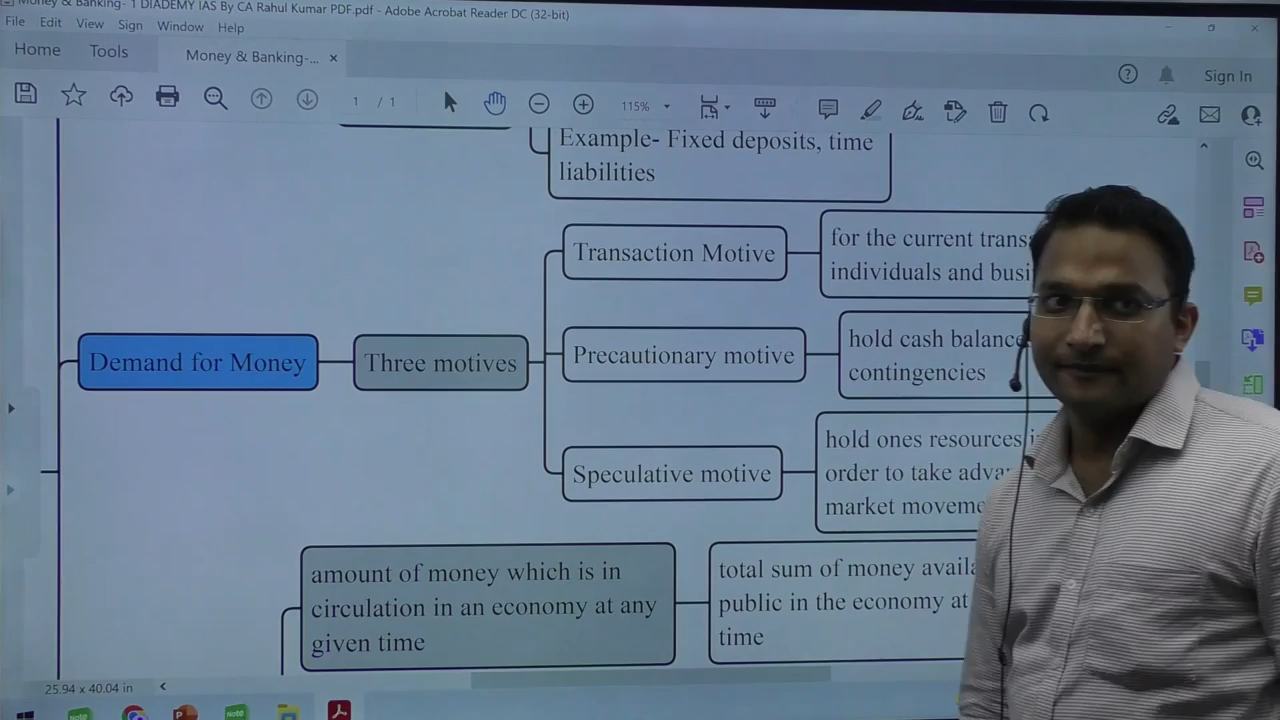 Money & Banking- 1 DIADEMY IAS By CA Rahul Kumar PDF.pdf - Adobe Acrobat Reader DC (32-bit)
File Edit View Sign Window Help
Home Tools Money & Banking-... ×
Sign In
1 / 1 115%
Example- Fixed deposits, time
liabilities
Transaction Motive
for the current trans
individuals and busi
Demand for Money
Three motives
Precautionary motive
hold cash balance
contingencies
Speculative motive
hold ones resources
order to take adva
market moveme
amount of money which is in
circulation in an economy at any
given time
total sum of money availa
public in the economy at
time
25.94 x 40.04 in